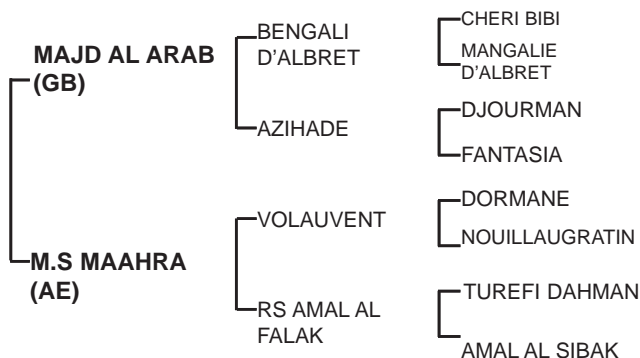 MAJD AL ARAB
(GB)
BENGALI
D'ALBRET
CHERI BIBI
MANGALIE
D'ALBRET
AZIHADE
DJOURMAN
FANTASIA
M.S MAAHRA
(AE)
VOLAUVENT
DORMANE
NOUILLAUGRATIN
RS AMAL AL
FALAK
TUREFI DAHMAN
AMAL AL SIBAK